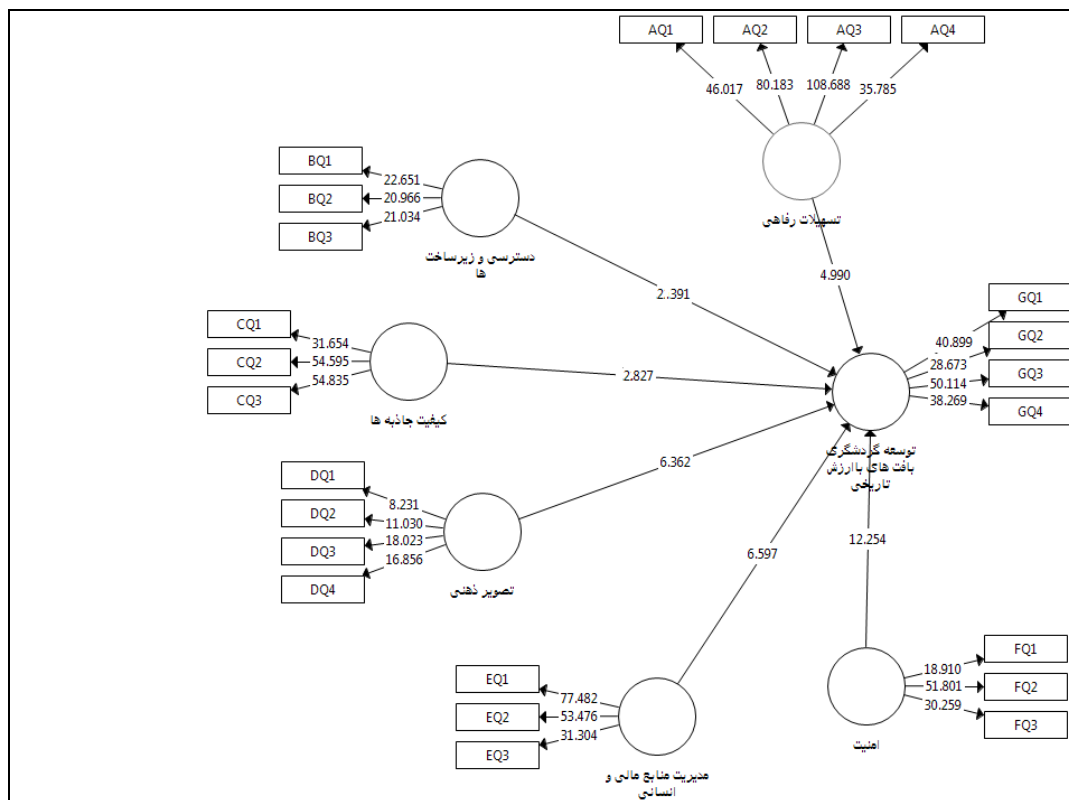 AQ1 AQ2 AQ3 AQ4
46.017 80.183 108.688 35.785
تسهیلات رفاهی
4.990
BQ1
BQ2
BQ3
22.651
20.966
21.034
دسترسی و زیرساخت
ها
2.391
CQ1
CQ2
CQ3
31.654
54.595
54.835
کیفیت جاذبه ها
2.827
DQ1
DQ2
DQ3
DQ4
8.231
11.030
18.023
16.856
تصویر ذهنی
6.362
EQ1
EQ2
EQ3
77.482
53.476
31.304
مدیریت منابع مالی و
انسانی
6.597
FQ1
FQ2
FQ3
18.910
51.801
30.259
امنیت
12.254
GQ1
GQ2
GQ3
GQ4
40.899
28.673
50.114
38.269
توسعه گردشگری
بافت های باارزش
تاریخی